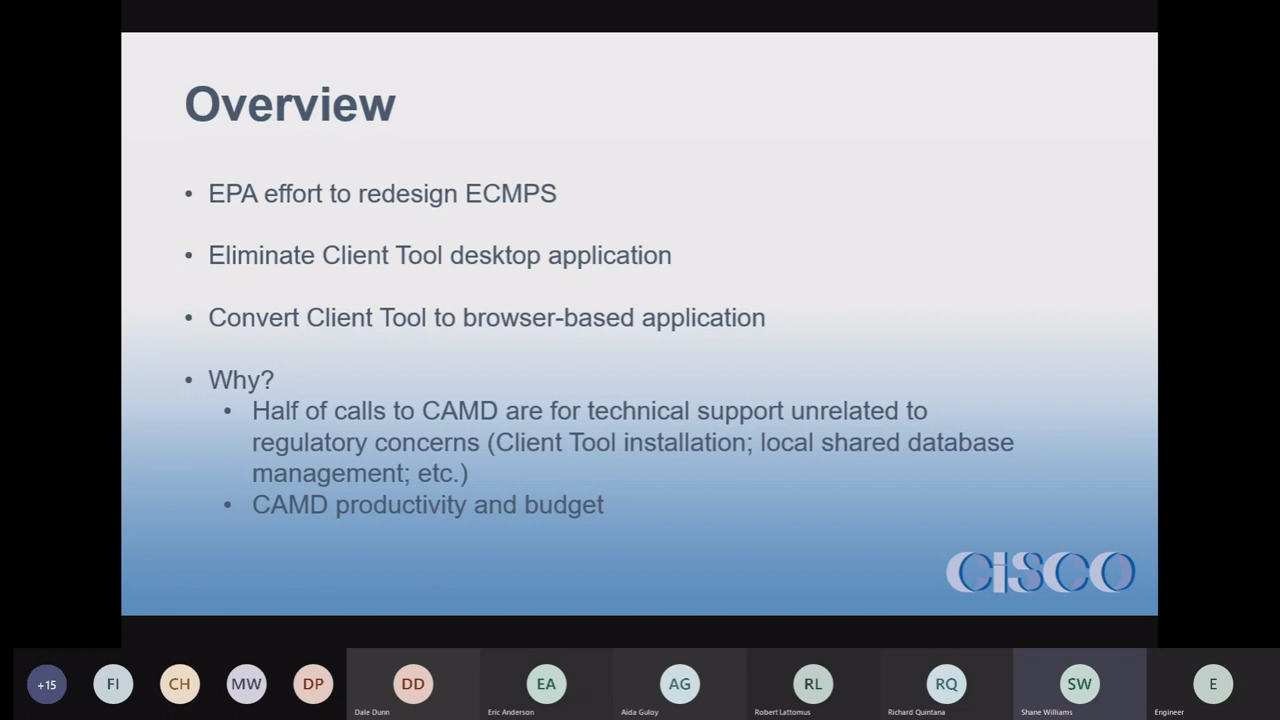 Overview
• EPA effort to redesign ECMPS
• Eliminate Client Tool desktop application
• Convert Client Tool to browser-based application
• Why?
• Half of calls to CAMD are for technical support unrelated to
regulatory concerns (Client Tool installation; local shared database
management; etc.)
• CAMD productivity and budget
CiSCO
+15
FI
CH
MW
DP
DD
EA
AG
RL
RQ
SW
E
Dale Dunn
Eric Anderson
Aida Guloy
Robert Lattomus
Richard Quintana
Shane Williams
Engineer